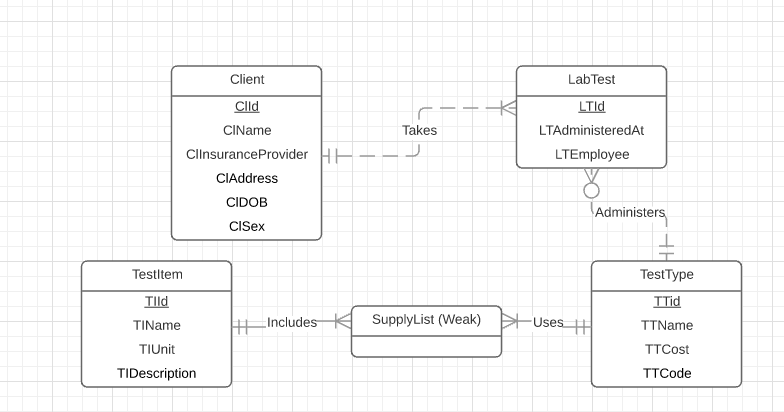 Client
ClId
ClName
ClInsuranceProvider
ClAddress
ClDOB
ClSex
Takes
LabTest
LTId
LTAdministeredAt
LTEmployee
Administers
TestItem
TIId
TIName
TIUnit
TIDescription
Includes
SupplyList (Weak)
Uses
TestType
TTid
TTName
TTCost
TTCode